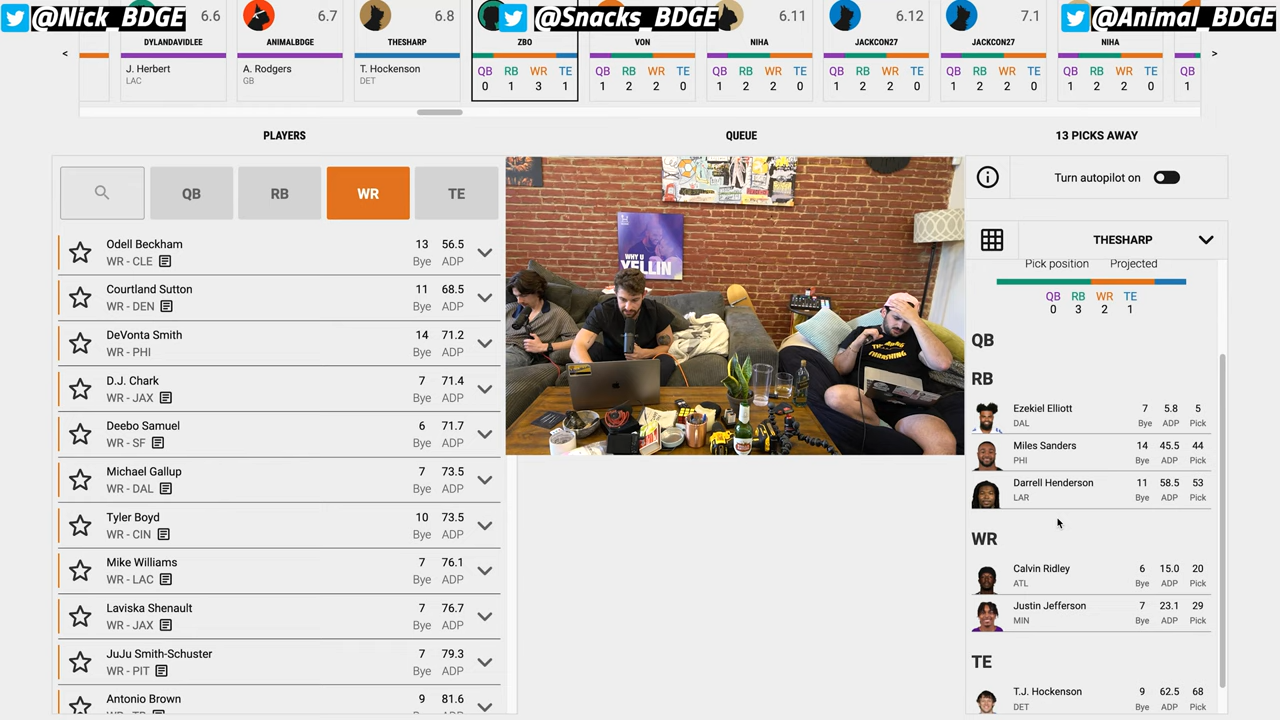 @Nick_BDGE
@Snacks_BDGE
@Animal_BDGE
6.6
6.7
6.8
6.11
6.12
7.1
DYLANDAVIDLEE
ANIMALBDGE
THESHARP
ZBO
VON
NIHA
JACKCON27
JACKCON27
NIHA
J. Herbert
LAC
A. Rodgers
GB
T. Hockenson
DET
QB RB WR TE
0 1 3 1
QB RB WR TE
1 2 2 0
QB RB WR TE
1 2 2 0
QB RB WR TE
1 2 2 0
QB RB WR TE
1 2 2 0
QB RB WR TE
1 2 2 0
QB
1
< >
PLAYERS
QUEUE
13 PICKS AWAY
QB RB WR TE
Turn autopilot on
THESHARP
Pick position Projected
QB RB WR TE
0 3 2 1
Odell Beckham 13 56.5
WR - CLE Bye ADP
Courtland Sutton 11 68.5
WR - DEN Bye ADP
DeVonta Smith 14 71.2
WR - PHI Bye ADP
D.J. Chark 7 71.4
WR - JAX Bye ADP
Deebo Samuel 6 71.7
WR - SF Bye ADP
Michael Gallup 7 73.5
WR - DAL Bye ADP
Tyler Boyd 10 73.5
WR - CIN Bye ADP
Mike Williams 7 76.1
WR - LAC Bye ADP
Laviska Shenault 7 76.7
WR - JAX Bye ADP
JuJu Smith-Schuster 7 79.3
WR - PIT Bye ADP
Antonio Brown 9 81.6
WHY U
YELLIN
THRASHING
QB
RB
Ezekiel Elliott 7 5.8 5
DAL Bye ADP Pick
Miles Sanders 14 45.5 44
PHI Bye ADP Pick
Darrell Henderson 11 58.5 53
LAR Bye ADP Pick
WR
Calvin Ridley 6 15.0 20
ATL Bye ADP Pick
Justin Jefferson 7 23.1 29
MIN Bye ADP Pick
TE
T.J. Hockenson 9 62.5 68
DET Bye ADP Pick